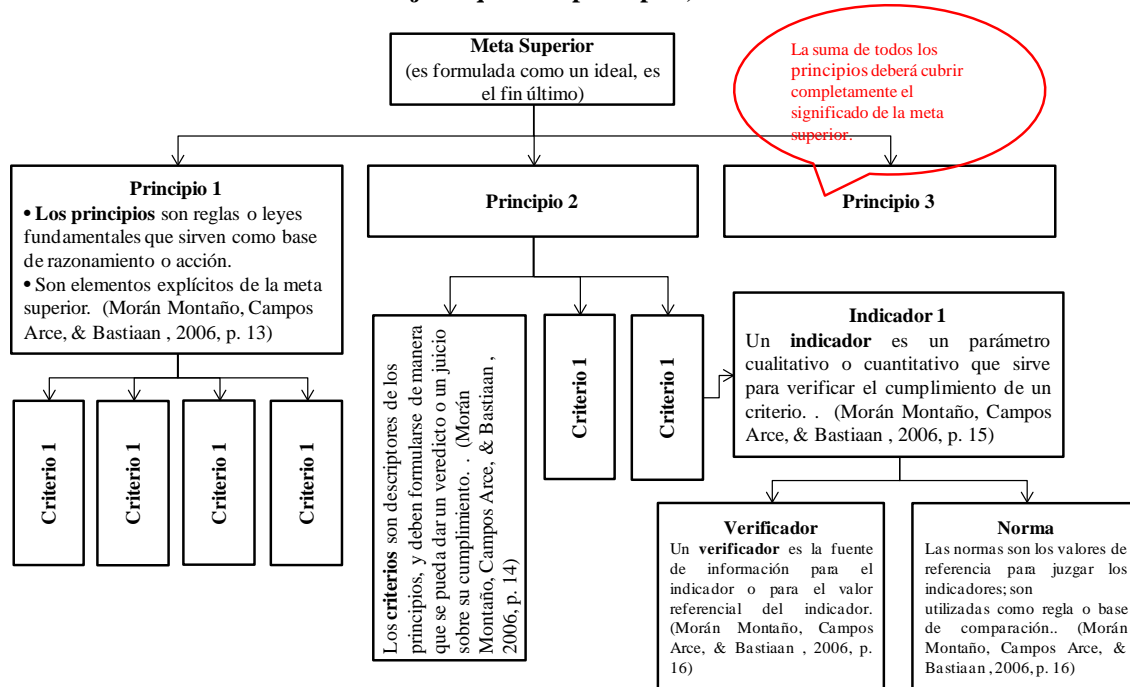 Meta Superior
(es formulada como un ideal, es
el fin último)
La suma de todos los
principios deberá cubrir
completamente el
significado de la meta
superior.
Principio 1
• Los principios son reglas o leyes
fundamentales que sirven como base
de razonamiento o acción.
• Son elementos explícitos de la meta
superior. (Morán Montaño, Campos
Arce, & Bastiaan , 2006, p. 13)
Principio 2
Principio 3
Criterio 1
Criterio 1
Criterio 1
Criterio 1
Los criterios son descriptores de los
principios, y deben formularse de manera
que se pueda dar un veredicto o un juicio
sobre su cumplimiento. . (Morán
Montaño, Campos Arce, & Bastiaan ,
2006, p. 14)
Criterio 1
Criterio 1
Indicador 1
Un indicador es un parámetro
cualitativo o cuantitativo que sirve
para verificar el cumplimiento de un
criterio. . (Morán Montaño, Campos
Arce, & Bastiaan , 2006, p. 15)
Verificador
Un verificador es la fuente
de información para el
indicador o para el valor
referencial del indicador.
(Morán Montaño, Campos
Arce, & Bastiaan , 2006, p.
16)
Norma
Las normas son los valores de
referencia para juzgar los
indicadores; son
utilizadas como regla o base
de comparación.. (Morán
Montaño, Campos Arce, &
Bastiaan , 2006, p. 16)